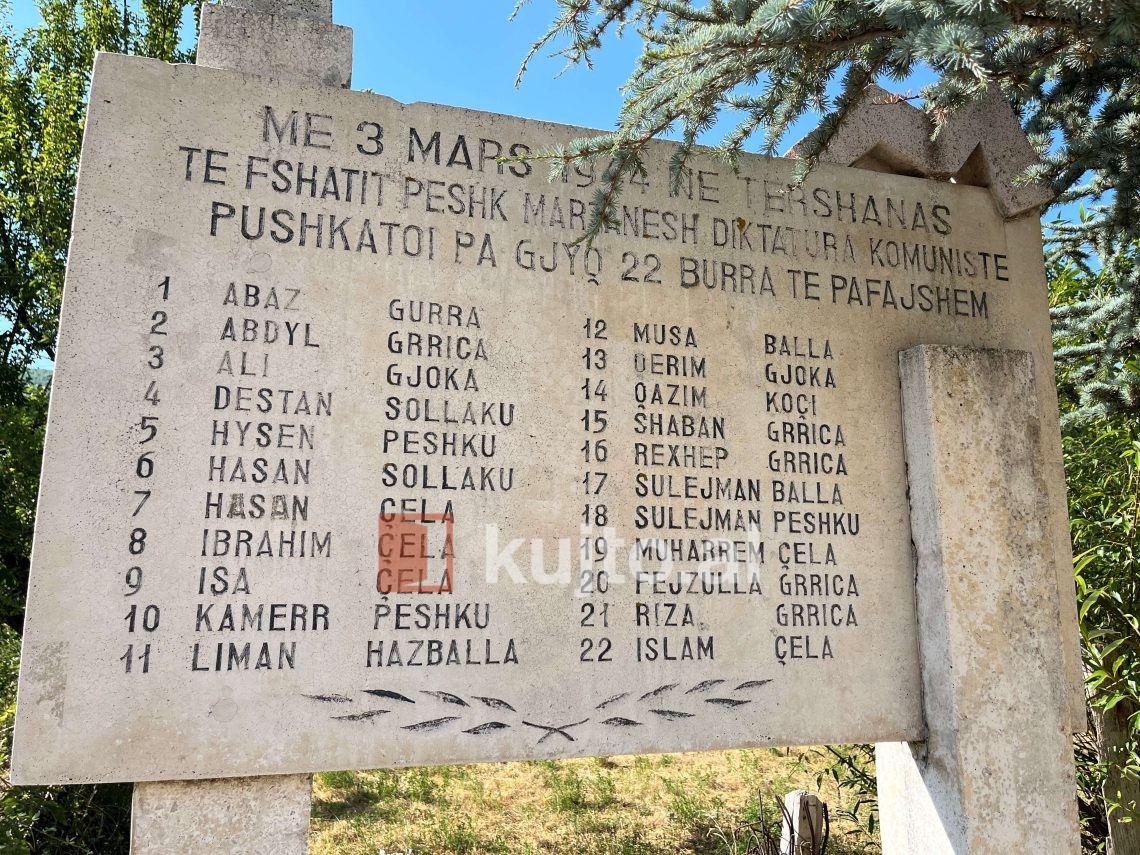 ME 3 MARS NE TERSHANAS
TE FSHATIT PESHK MARTANESH DIKTATURA KOMUNISTE
PUSHKATOI PA GJYQ 22 BURRA TE PAFAJSHEM
1 ABAZ GURRA
2 ABDYL GRRICA
3 ALI GJOKA
4 DESTAN SOLLAKU
5 HYSEN PESHKU
6 HASAN SOLLAKU
7 HASAN ÇELA
8 IBRAHIM ÇELA
9 ISA ÇELA
10 KAMERR PESHKU
11 LIMAN HAZBALLA
12 MUSA BALLA
13 QERIM GJOKA
14 QAZIM KOÇI
15 SHABAN GRRICA
16 REXHEP GRRICA
17 SULEJMAN BALLA
18 SULEJMAN PESHKU
19 MUHARREM ÇELA
20 FEJZULLA GRRICA
21 RIZA GRRICA
22 ISLAM ÇELA
1 kulto.al